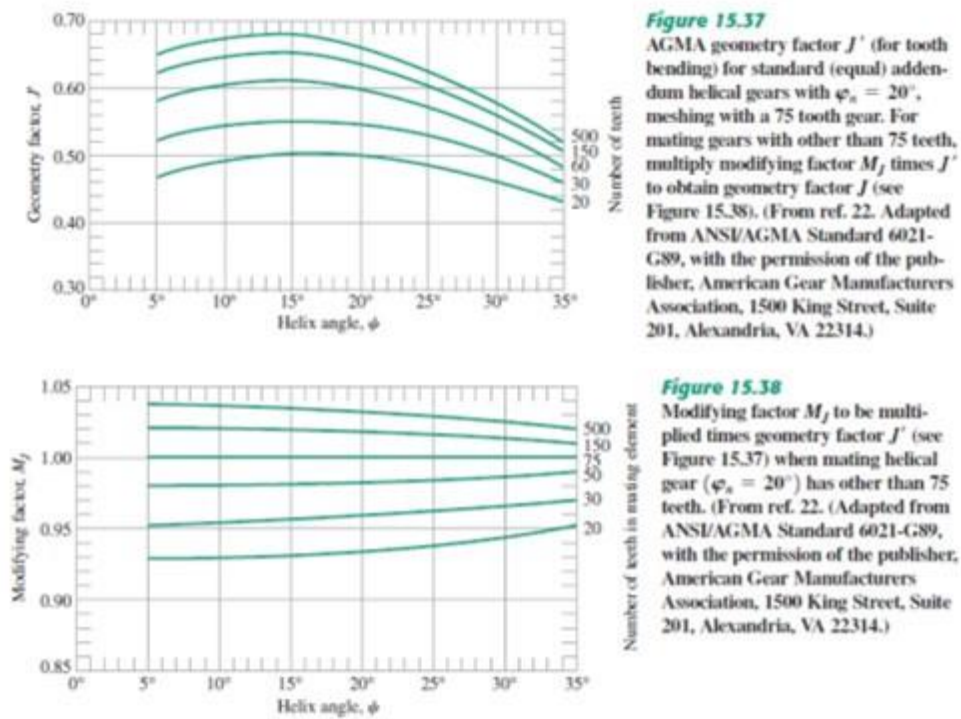 0.70
0.60
0.50
0.40
0.30
Geometry factor, J'
0° 5° 10° 15° 20° 25° 30° 35°
Helix angle, ψ
500
150
60
30
20
Number of teeth
Figure 15.37
AGMA geometry factor J' (for tooth
bending) for standard (equal) adden-
dum helical gears with φn = 20°,
meshing with a 75 tooth gear. For
mating gears with other than 75 teeth,
multiply modifying factor MJ times J'
to obtain geometry factor J (see
Figure 15.38). (From ref. 22. Adapted
from ANSI/AGMA Standard 6021-
G89, with the permission of the pub-
lisher, American Gear Manufacturers
Association, 1500 King Street, Suite
201, Alexandria, VA 22314.)
1.05
1.00
0.95
0.90
0.85
Modifying factor, MJ
0° 5° 10° 15° 20° 25° 30° 35°
Helix angle, ψ
500
150
75
50
30
20
Number of teeth in mating element
Figure 15.38
Modifying factor MJ to be multi-
plied times geometry factor J' (see
Figure 15.37) when mating helical
gear (φn = 20°) has other than 75
teeth. (From ref. 22. (Adapted from
ANSI/AGMA Standard 6021-G89,
with the permission of the publisher,
American Gear Manufacturers
Association, 1500 King Street, Suite
201, Alexandria, VA 22314.)